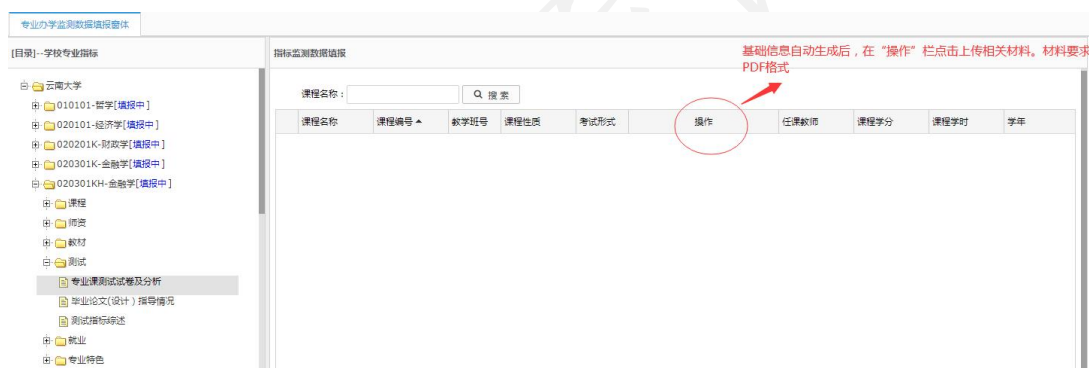 专业办学监测数据填报窗体
[目录]--学校专业指标
指标监测数据填报
基础信息自动生成后，在“操作”栏点击上传相关材料。材料要求
PDF格式
云南大学
010101-哲学[填报中]
020101-经济学[填报中]
020201K-财政学[填报中]
020301K-金融学[填报中]
020301KH-金融学[填报中]
课程
师资
教材
测试
专业课测试试卷及分析
毕业论文(设计）指导情况
测试指标综述
就业
专业特色
课程名称：
搜索
课程名称 课程编号 教学班号 课程性质 考试形式 操作 任课教师 课程学分 课程学时 学年